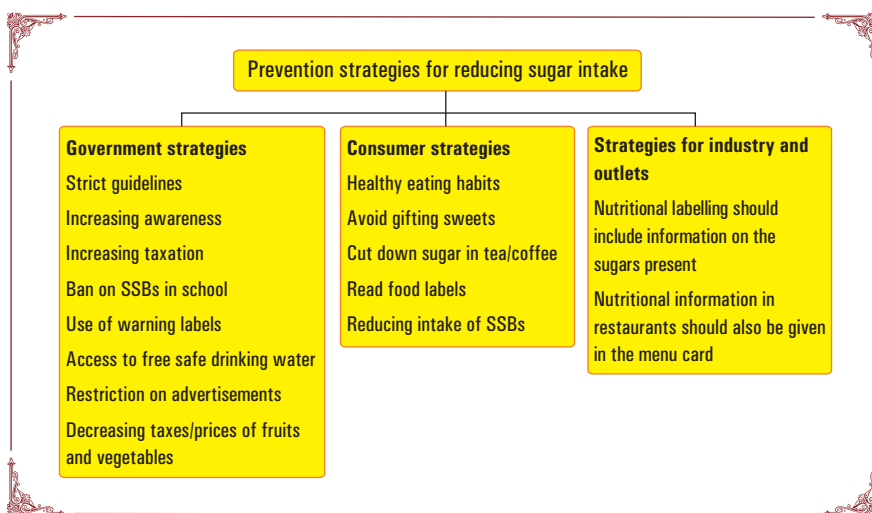 Prevention strategies for reducing sugar intake
Government strategies
Strict guidelines
Increasing awareness
Increasing taxation
Ban on SSBs in school
Use of warning labels
Access to free safe drinking water
Restriction on advertisements
Decreasing taxes/prices of fruits
and vegetables
Consumer strategies
Healthy eating habits
Avoid gifting sweets
Cut down sugar in tea/coffee
Read food labels
Reducing intake of SSBs
Strategies for industry and
outlets
Nutritional labelling should
include information on the
sugars present
Nutritional information in
restaurants should also be given
in the menu card